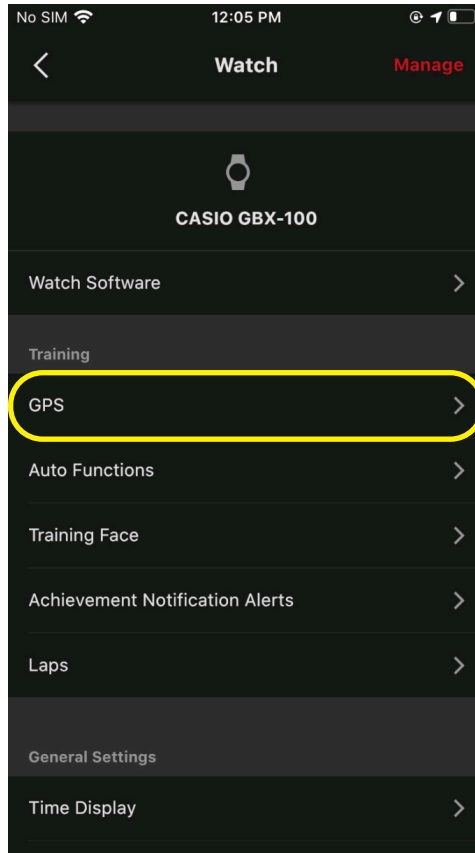 No SIM 12:05 PM
Watch Manage
CASIO GBX-100
Watch Software
Training
GPS
Auto Functions
Training Face
Achievement Notification Alerts
Laps
General Settings
Time Display